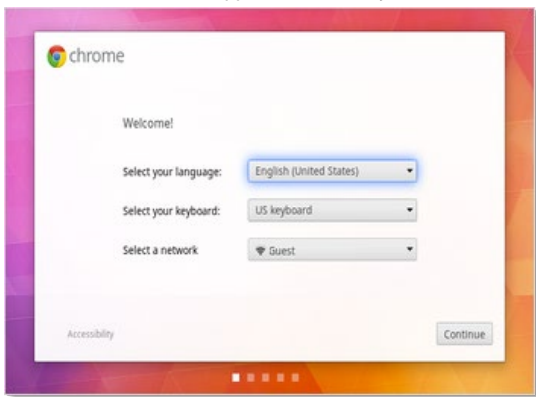 chrome
Welcome!
Select your language: English (United States)
Select your keyboard: US keyboard
Select a network Guest
Accessibility Continue